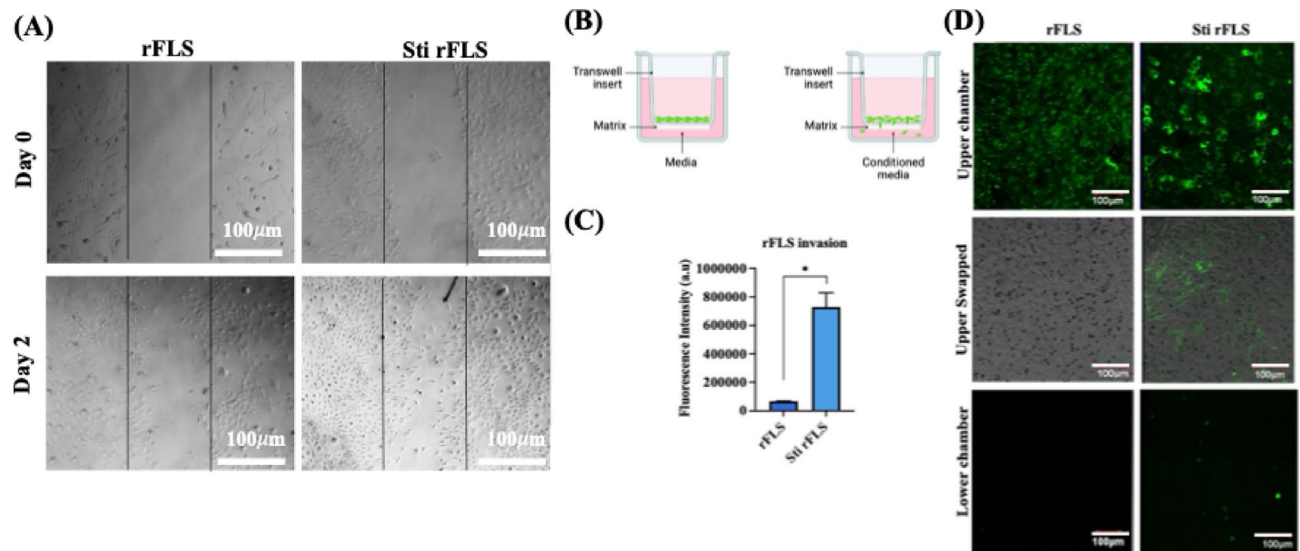 (A)
rFLS
Sti rFLS
Day 0
100μm
100μm
Day 2
100μm
100μm
(B)
Transwell
insert
Matrix
Media
Transwell
insert
Matrix
Conditioned
media
(C)
rFLS invasion
Fluorescence Intensity (a.u)
1000000
800000
600000
400000
200000
0
*
rFLS
Sti rFLS
(D)
rFLS
Sti rFLS
Upper chamber
100μm
100μm
Upper Swapped
100μm
100μm
Lower chamber
100μm
100μm